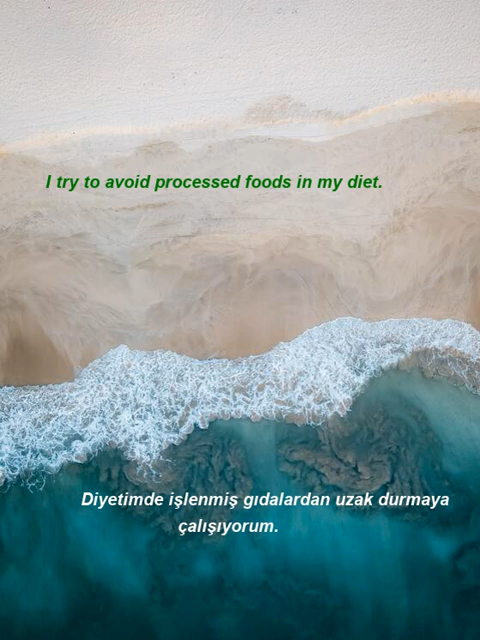 I try to avoid processed foods in my diet.
Diyetimde işlenmiş gıdalardan uzak durmaya
çalışıyorum.